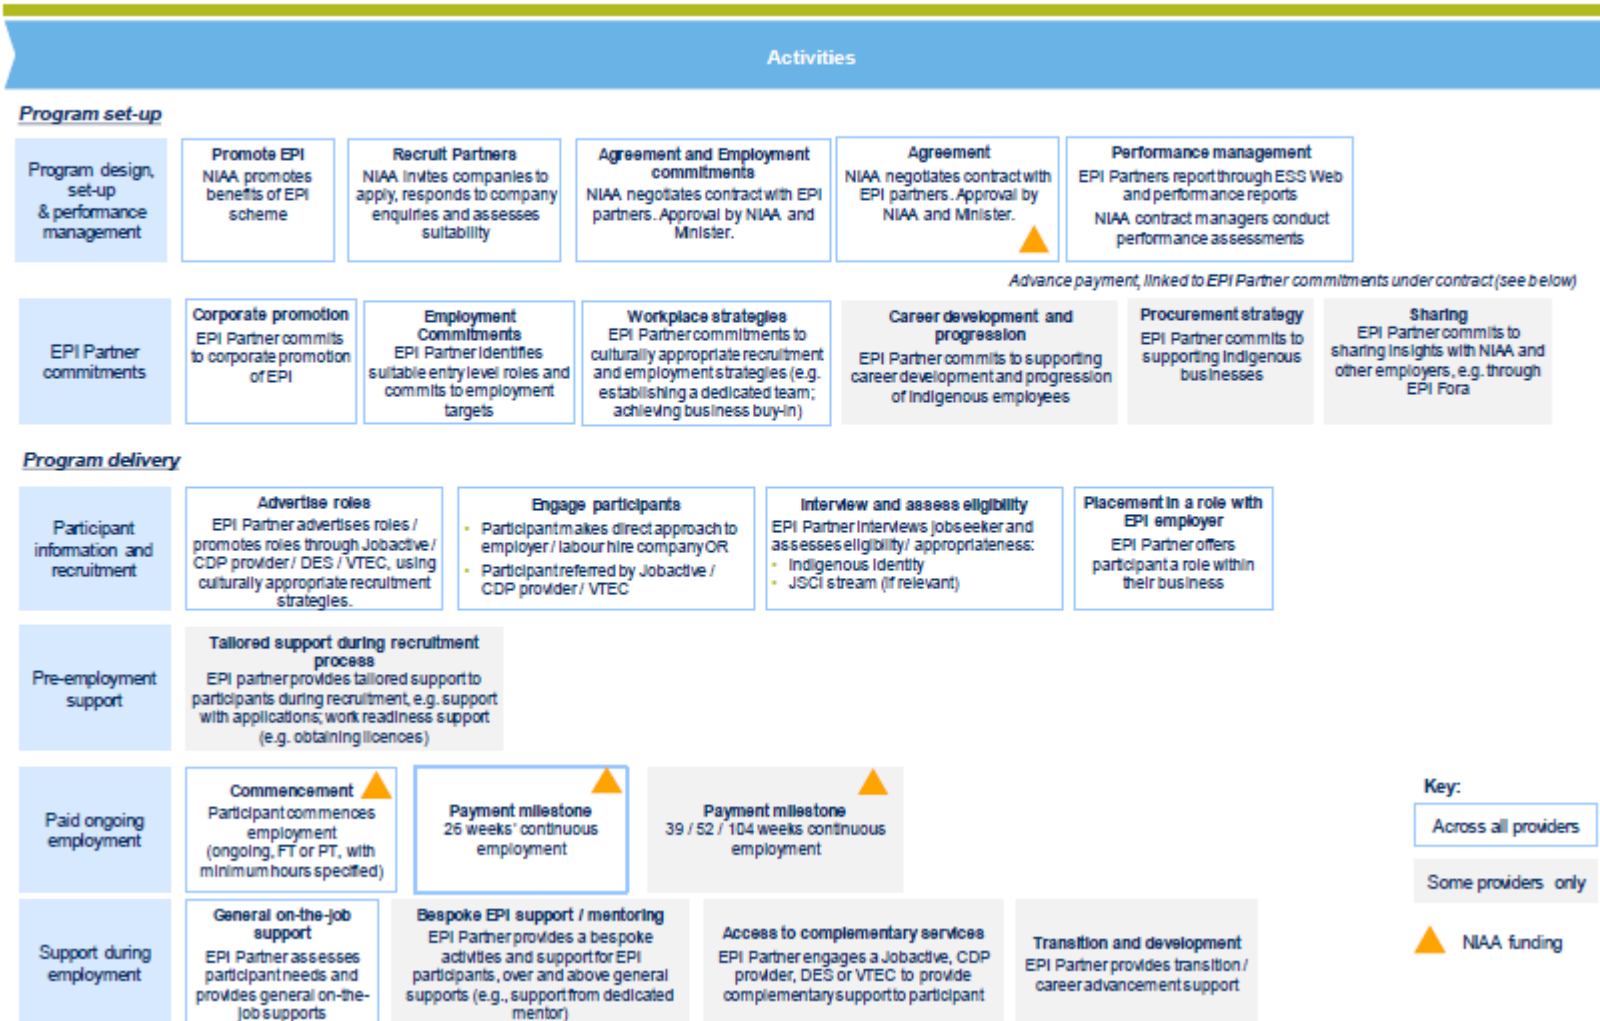 Activities
Program set-up
Program design,
set-up
& performance
management
Promote EPI
NIAA promotes
benefits of EPI
scheme
Recruit Partners
NIAA invites companies to
apply, responds to company
enquiries and assesses
suitability
Agreement and Employment
commitments
NIAA negotiates contract with EPI
partners. Approval by NIAA and
Minister.
Agreement
NIAA negotiates contract with
EPI partners. Approval by
NIAA and Minister.
Performance management
EPI Partners report through ESS Web
and performance reports
NIAA contract managers conduct
performance assessments
Advance payment, linked to EPI Partner commitments under contract (see below)
EPI Partner
commitments
Corporate promotion
EPI Partner commits
to corporate promotion
of EPI
Employment
Commitments
EPI Partner identifies
suitable entry level roles and
commits to employment
targets
Workplace strategies
EPI Partner commitments to
culturally appropriate recruitment
and employment strategies (e.g.
establishing a dedicated team;
achieving business buy-in)
Career development and
progression
EPI Partner commits to supporting
career development and progression
of Indigenous employees
Procurement strategy
EPI Partner commits to
supporting Indigenous
businesses
Sharing
EPI Partner commits to
sharing insights with NIAA and
other employers, e.g. through
EPI Fora
Program delivery
Participant
information and
recruitment
Advertise roles
EPI Partner advertises roles /
promotes roles through Jobactive /
CDP provider / DES / VTEC, using
culturally appropriate recruitment
strategies.
Engage participants
• Participant makes direct approach to
employer / labour hire company OR
• Participant referred by Jobactive /
CDP provider / VTEC
Interview and assess eligibility
EPI Partner interviews jobseeker and
assesses eligibility/ appropriateness:
• Indigenous Identity
• JSCI stream (if relevant)
Placement in a role with
EPI employer
EPI Partner offers
participant a role within
their business
Pre-employment
support
Tailored support during recruitment
process
EPI partner provides tailored support to
participants during recruitment, e.g. support
with applications; work readiness support
(e.g. obtaining licences)
Paid ongoing
employment
Commencement
Participant commences
employment
(ongoing, FT or PT, with
minimum hours specified)
Payment milestone
26 weeks' continuous
employment
Payment milestone
39 / 52 / 104 weeks continuous
employment
Key:
Across all providers
Some providers only
NIAA funding
Support during
employment
General on-the-job
support
EPI Partner assesses
participant needs and
provides general on-the-
job supports
Bespoke EPI support / mentoring
EPI Partner provides a bespoke
activities and support for EPI
participants, over and above general
supports (e.g., support from dedicated
mentor)
Access to complementary services
EPI Partner engages a Jobactive, CDP
provider, DES or VTEC to provide
complementary support to participant
Transition and development
EPI Partner provides transition /
career advancement support